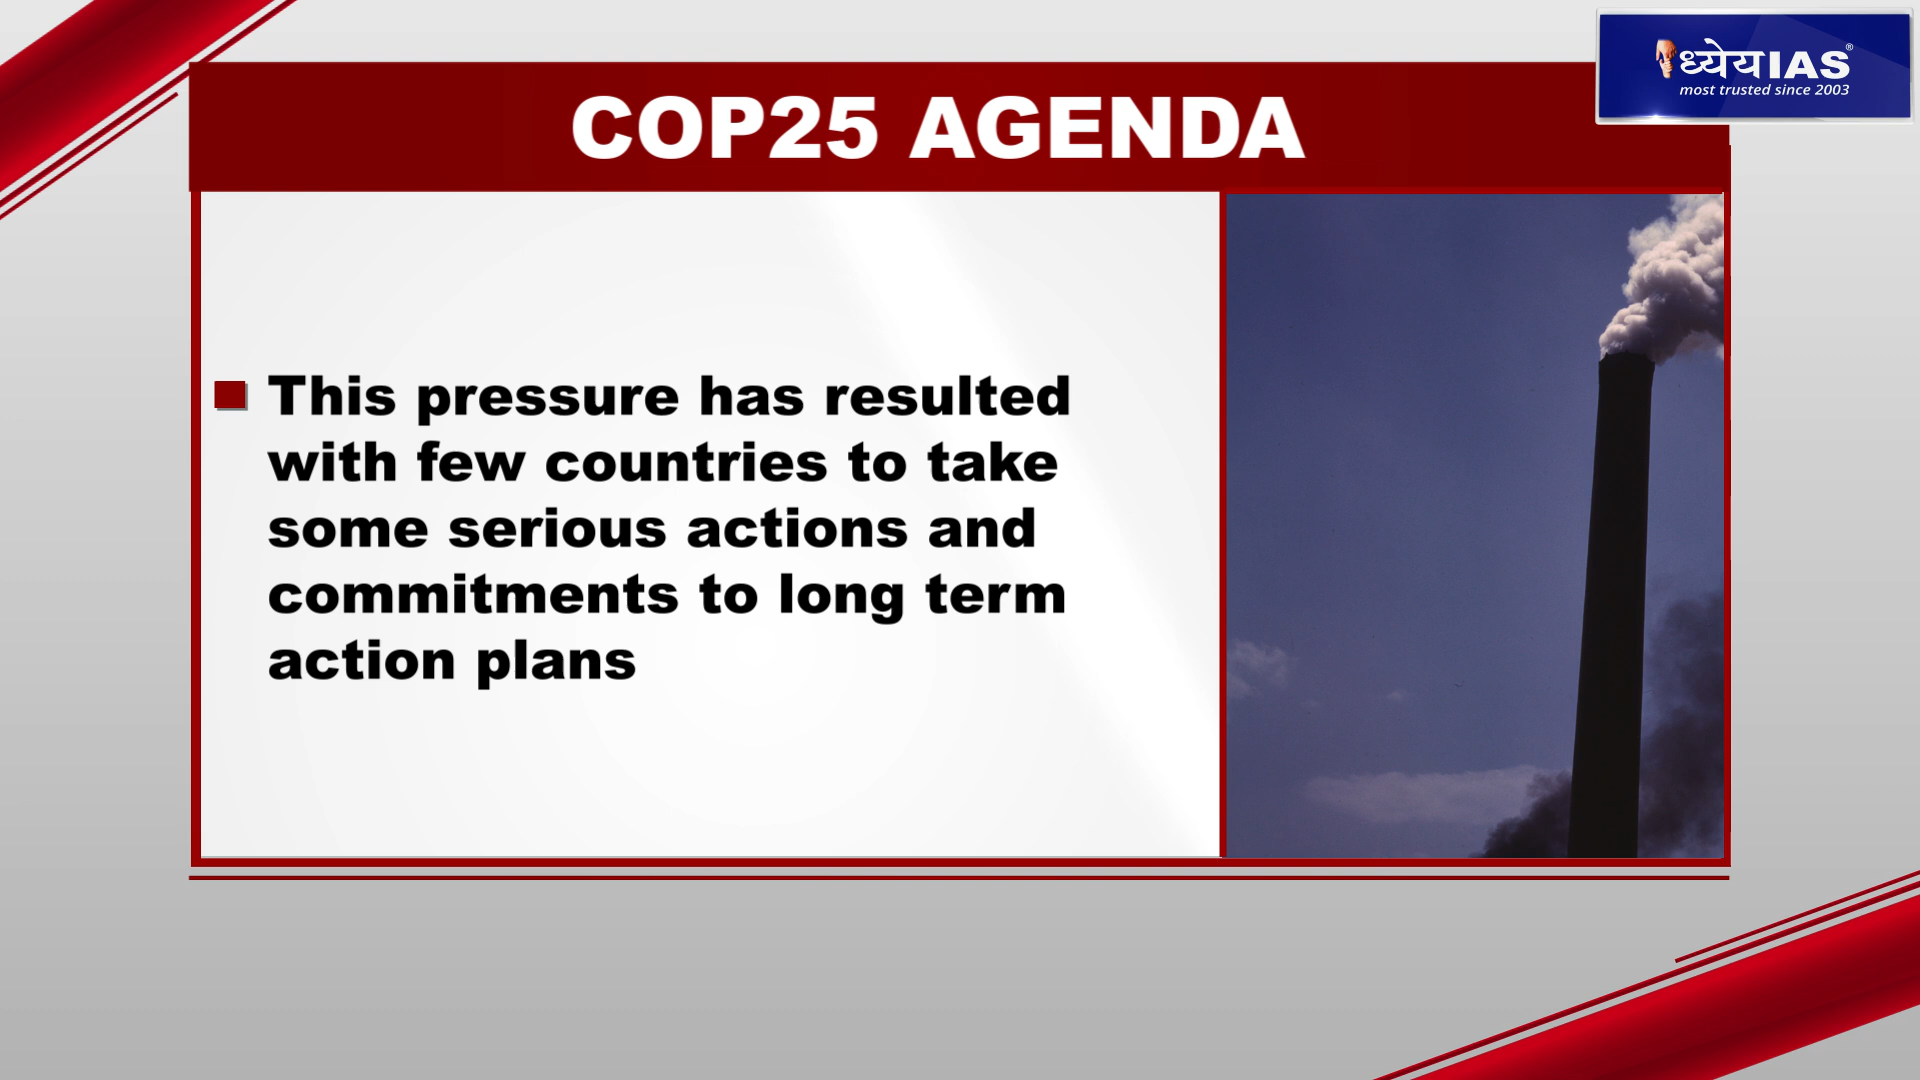 ध्येय IAS®
most trusted since 2003
COP25 AGENDA
This pressure has resulted
with few countries to take
some serious actions and
commitments to long term
action plans